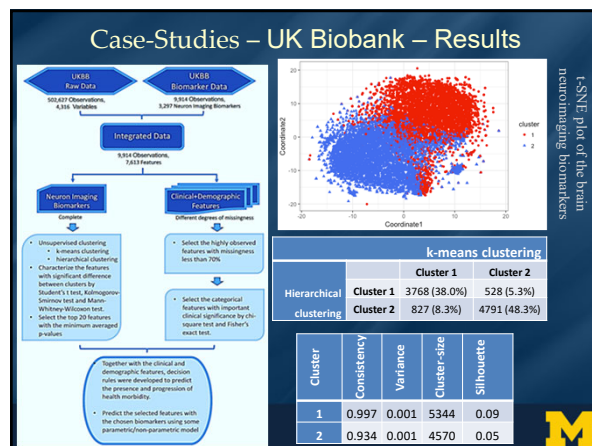 Case-Studies – UK Biobank – Results
UKBB
Raw Data
502,627 Observations,
4,316 Variables
UKBB
Biomarker Data
9,914 Observations,
3,297 Neuron Imaging Biomarkers
Integrated Data
9,914 Observations,
7,613 Features
Neuron Imaging
Biomarkers
Complete
Unsupervised clustering
• k-means clustering
• hierarchical clustering
• Characterize the features
with significant difference
between clusters by
Student's t test, Kolmogorov-
Smirnov test and Mann-
Whitney-Wilcoxon test.
• Select the top 20 features
with the minimum averaged
p-values
Clinical+Demographic
Features
Different degrees of missingness
• Select the highly observed
features with missingness
less than 70%
• Select the categorical
features with important
clinical significance by chi-
square test and Fisher's
exact test.
Together with the clinical and
demographic features, decision
rules were developed to predict
the presence and progression of
health morbidity.
• Predict the selected features with
the chosen biomarkers using some
parametric/non-parametric model
Coordinate2
20
10
0
-10
-20
-20 -10 0 10 20
Coordinate1
cluster
1
2
t-SNE plot of the brain
neuroimaging biomarkers
k-means clustering
Cluster 1 Cluster 2
Hierarchical
clustering
Cluster 1 3768 (38.0%) 528 (5.3%)
Cluster 2 827 (8.3%) 4791 (48.3%)
Cluster Consistency Variance Cluster-size Silhouette
1 0.997 0.001 5344 0.09
2 0.934 0.001 4570 0.05
M